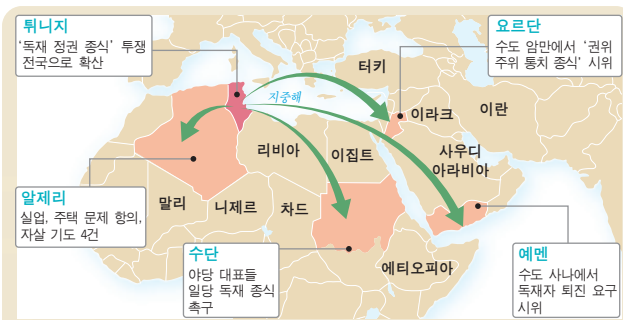 튀니지
‘독재 정권 종식’ 투쟁
전국으로 확산
요르단
수도 암만에서 ‘권위
주위 통치 종식’ 시위
터키
지중해
이라크
이란
리비아
이집트
사우디
아라비아
알제리
실업, 주택 문제 항의,
자살 기도 4건
말리
니제르
차드
수단
야당 대표들
일당 독재 종식
촉구
에티오피아
예멘
수도 사나에서
독재자 퇴진 요구
시위